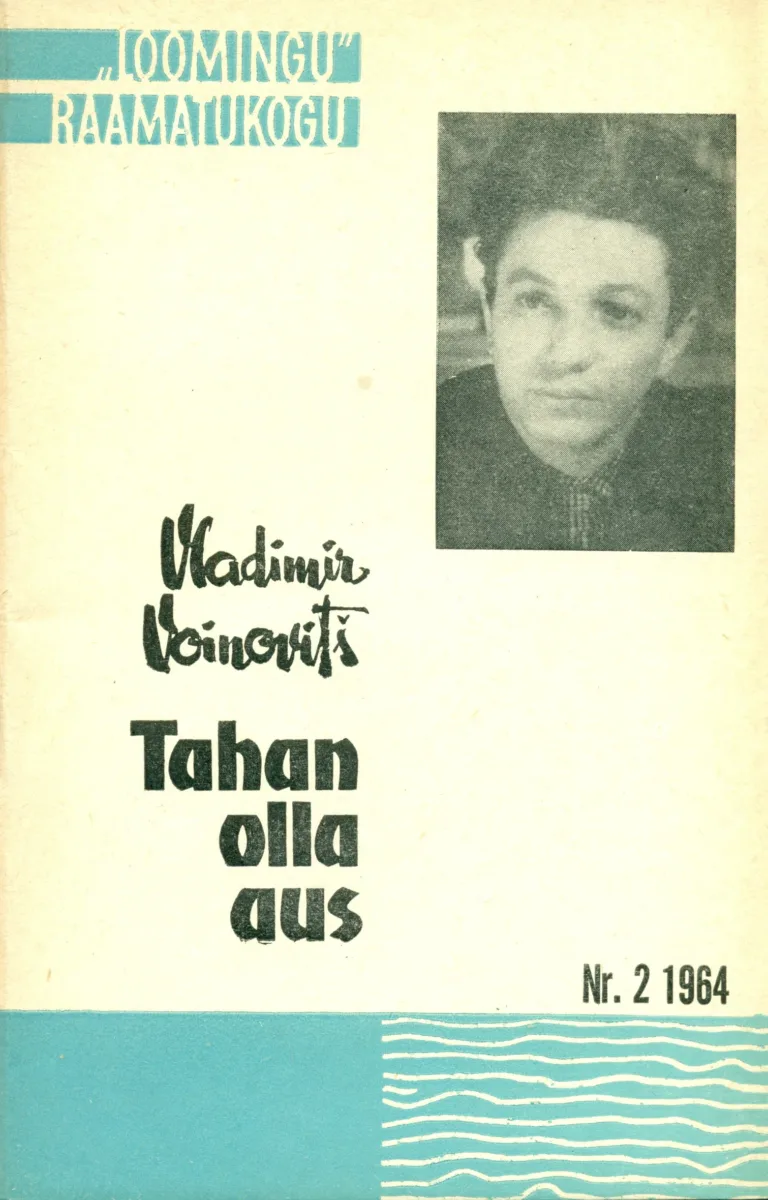 „LOOMINGU"
RAAMATUKOGU
Vladimir
Voinovitš
Tahan
olla
aus
Nr. 2 1964